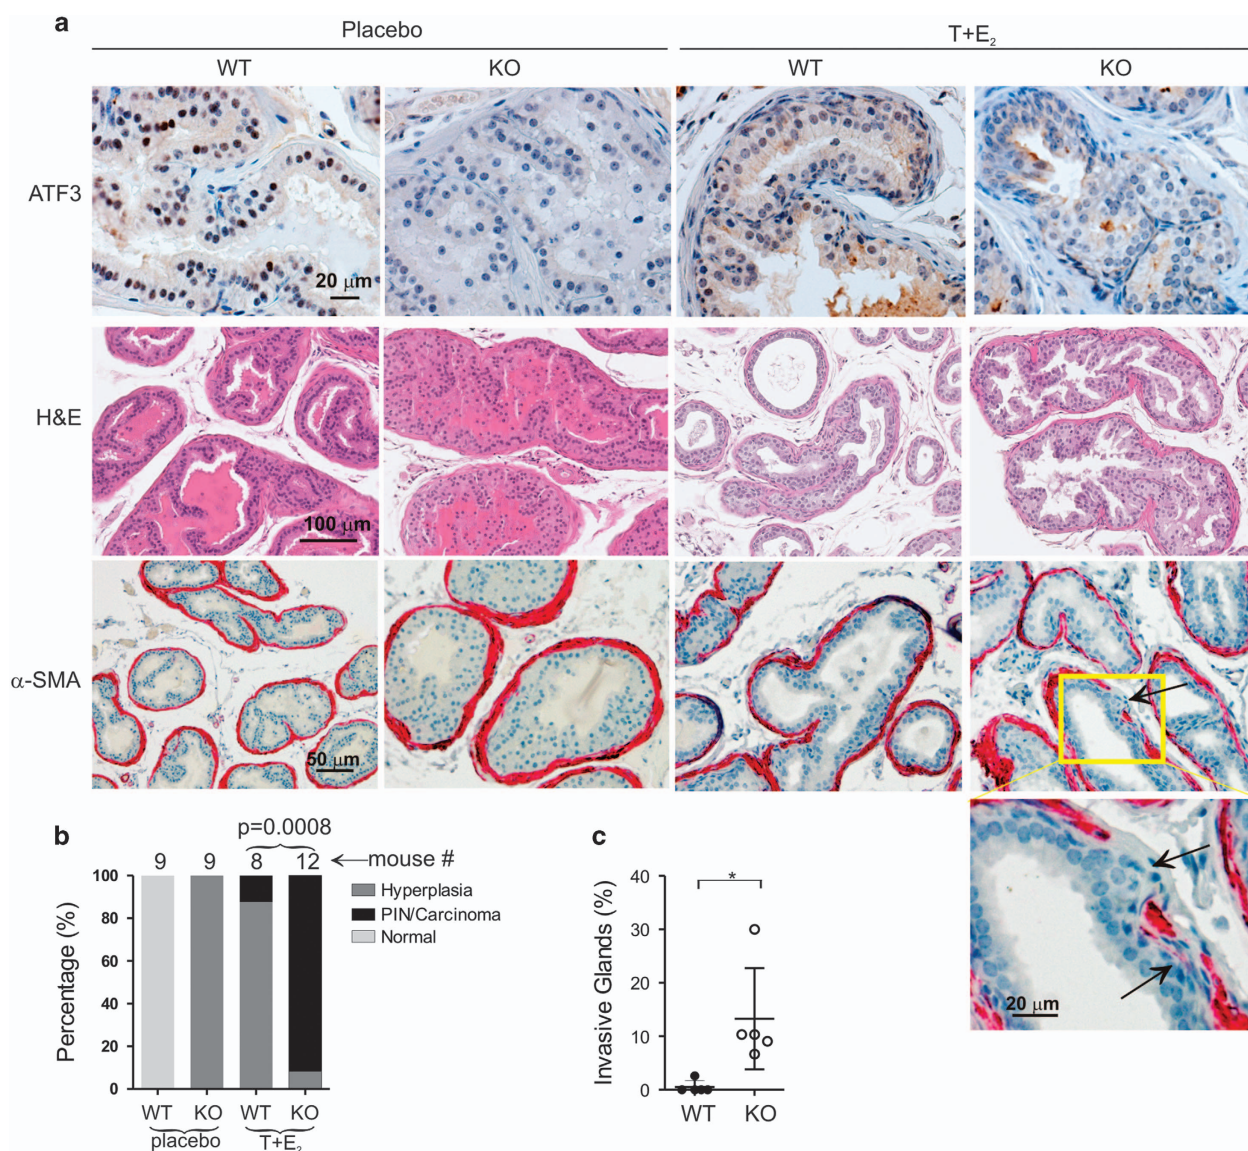 a
Placebo
T+E₂
WT
KO
WT
KO
ATF3
20 μm
H&E
100 μm
α-SMA
50 μm
20 μm
b
p=0.0008
9
9
8
12
mouse #
Percentage (%)
100
80
60
40
20
0
Hyperplasia
PIN/Carcinoma
Normal
WT
KO
WT
KO
placebo
T+E₂
c
Invasive Glands (%)
40
30
20
10
0
*
WT
KO